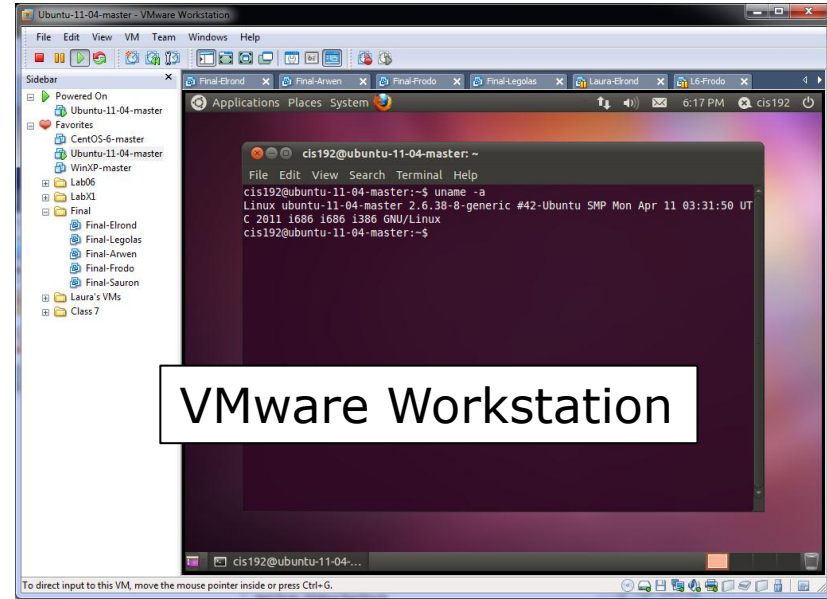 Ubuntu-11-04-master - VMware Workstation
File Edit View VM Team Windows Help
Sidebar
Final-Elrond Final-Arwen Final-Frodo Final-Legolas Laura-Elrond L6-Frodo
Powered On
Ubuntu-11-04-master
Favorites
CentOS-6-master
Ubuntu-11-04-master
WinXP-master
Lab06
LabX1
Final
Final-Elrond
Final-Legolas
Final-Arwen
Final-Frodo
Final-Sauron
Laura's VMs
Class 7
Applications Places System 6:17 PM cis192
cis192@ubuntu-11-04-master: ~
File Edit View Search Terminal Help
cis192@ubuntu-11-04-master:~$ uname -a
Linux ubuntu-11-04-master 2.6.38-8-generic #42-Ubuntu SMP Mon Apr 11 03:31:50 UT
C 2011 i686 i686 i386 GNU/Linux
cis192@ubuntu-11-04-master:~$
VMware Workstation
cis192@ubuntu-11-04-...
To direct input to this VM, move the mouse pointer inside or press Ctrl+G.